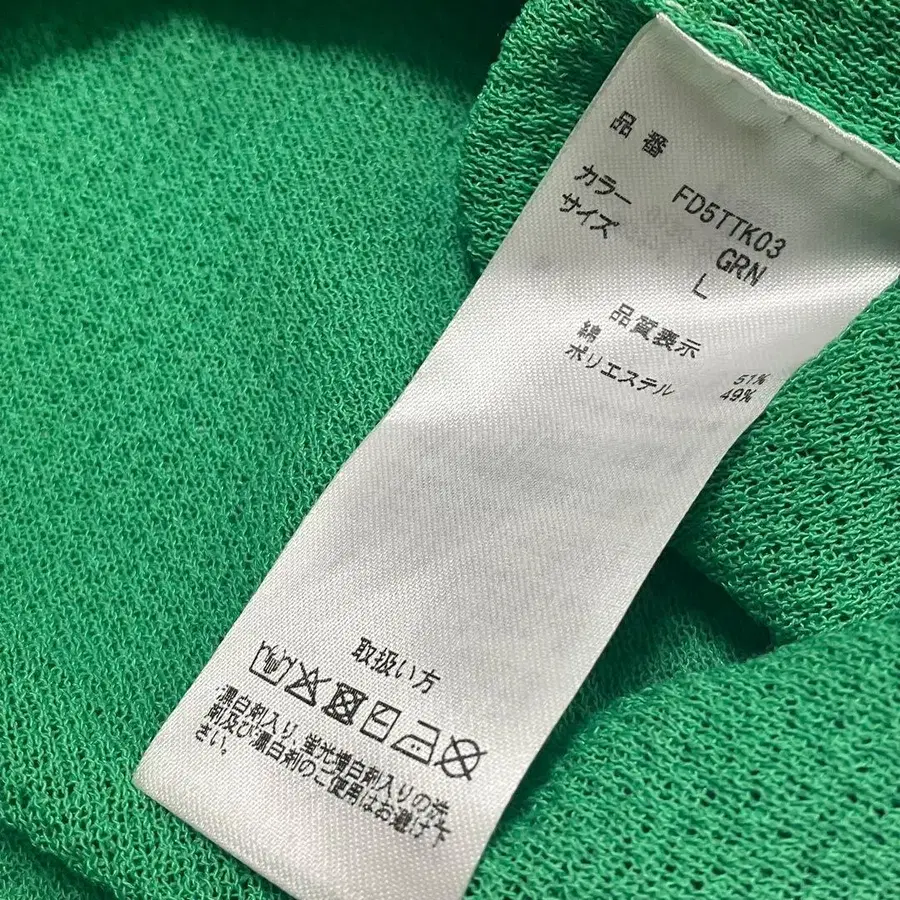 品番
FD5TTK03
カラー GRN
サイズ L
品質表示
綿 51%
ポリエステル 49%
取扱い方
漂白剤入り、蛍光増白剤入りの洗
剤及び漂白剤のご使用はお避け下
さい。